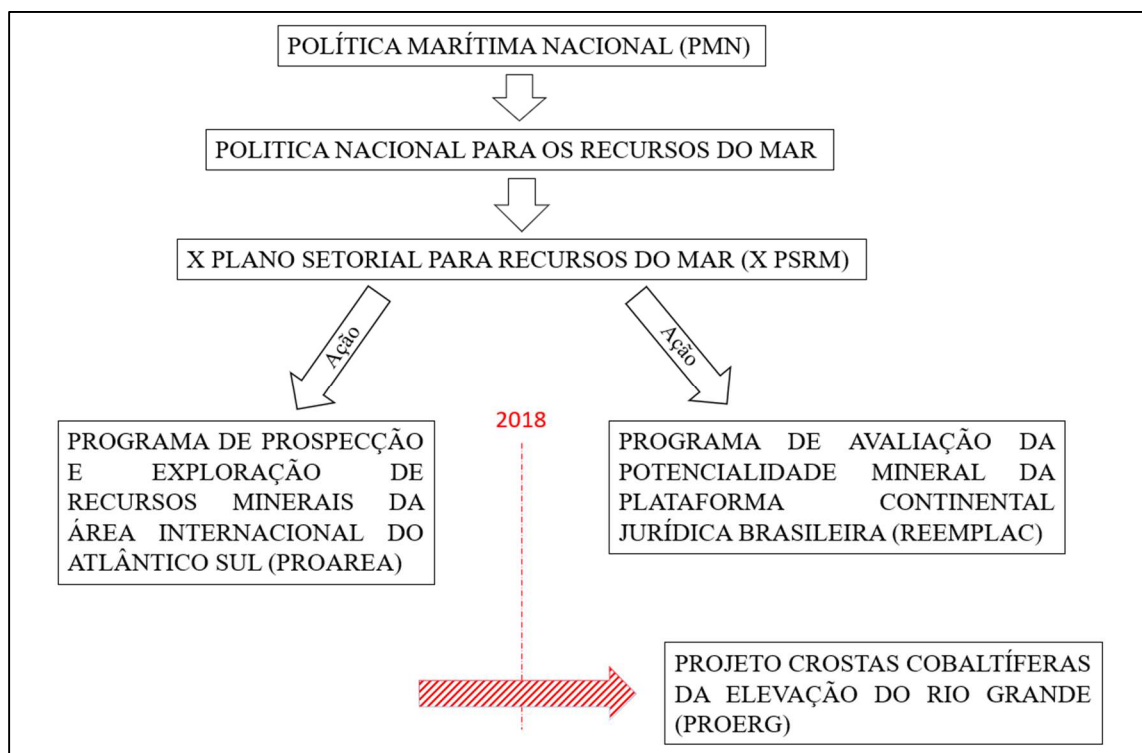 POLÍTICA MARÍTIMA NACIONAL (PMN)
POLITICA NACIONAL PARA OS RECURSOS DO MAR
X PLANO SETORIAL PARA RECURSOS DO MAR (X PSRM)
Ação
Ação
2018
PROGRAMA DE PROSPECÇÃO
E EXPLORAÇÃO DE
RECURSOS MINERAIS DA
ÁREA INTERNACIONAL DO
ATLÂNTICO SUL (PROAREA)
PROGRAMA DE AVALIAÇÃO DA
POTENCIALIDADE MINERAL DA
PLATAFORMA CONTINENTAL
JURÍDICA BRASILEIRA (REEMPLAC)
PROJETO CROSTAS COBALTÍFERAS
DA ELEVAÇÃO DO RIO GRANDE
(PROERG)